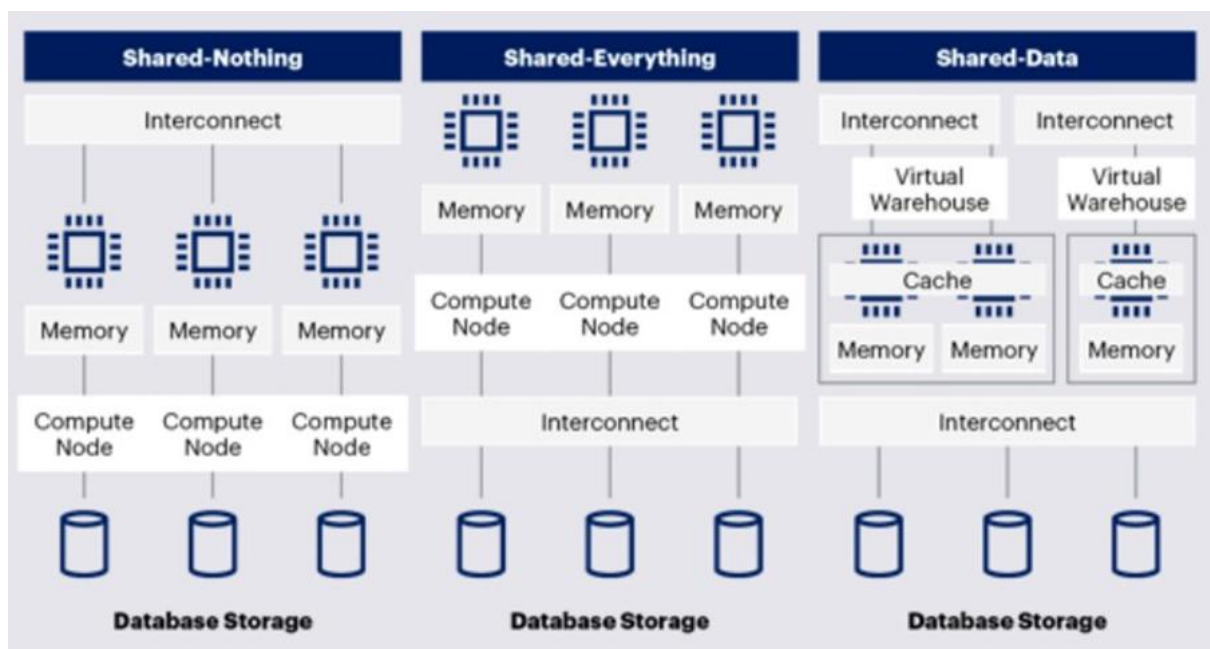 Shared-Nothing
Interconnect
Memory
Memory
Memory
Compute
Node
Compute
Node
Compute
Node
Database Storage
Shared-Everything
Memory
Memory
Memory
Compute
Node
Compute
Node
Compute
Node
Interconnect
Database Storage
Shared-Data
Interconnect
Interconnect
Virtual
Warehouse
Virtual
Warehouse
Cache
Cache
Memory
Memory
Memory
Interconnect
Database Storage